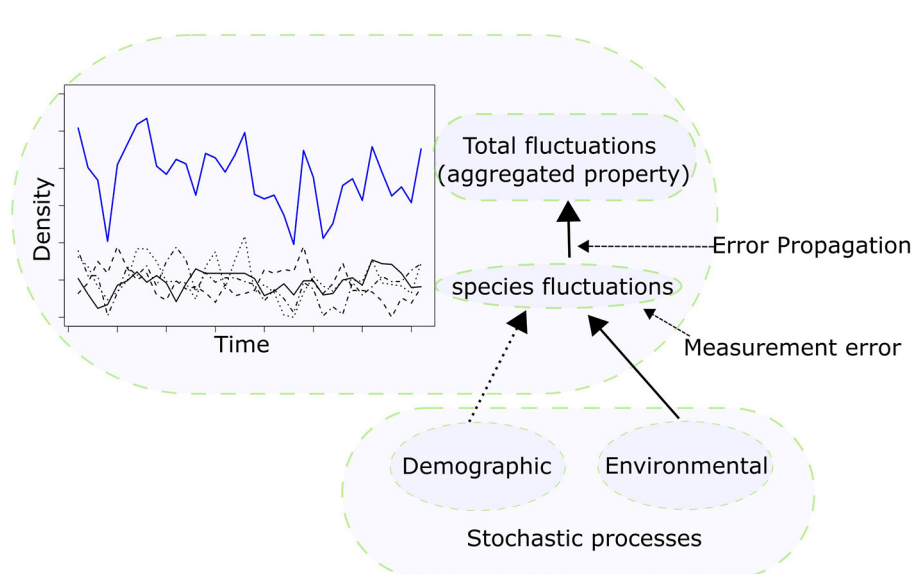 Density
Time
Total fluctuations
(aggregated property)
Error Propagation
species fluctuations
Measurement error
Demographic
Environmental
Stochastic processes